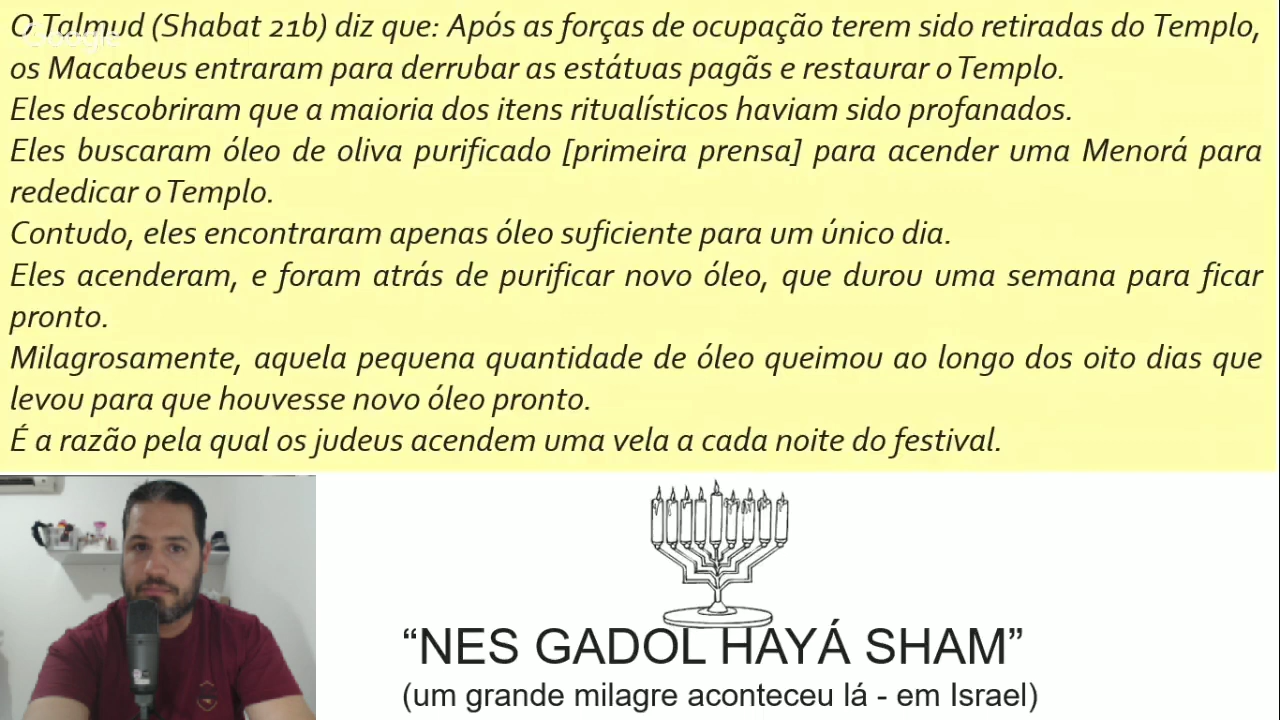 O Talmud (Shabat 21b) diz que: Após as forças de ocupação terem sido retiradas do Templo,
Google
os Macabeus entraram para derrubar as estátuas pagãs e restaurar o Templo.
Eles descobriram que a maioria dos itens ritualísticos haviam sido profanados.
Eles buscaram óleo de oliva purificado [primeira prensa] para acender uma Menorá para
rededicar o Templo.
Contudo, eles encontraram apenas óleo suficiente para um único dia.
Eles acenderam, e foram atrás de purificar novo óleo, que durou uma semana para ficar
pronto.
Milagrosamente, aquela pequena quantidade de óleo queimou ao longo dos oito dias que
levou para que houvesse novo óleo pronto.
É a razão pela qual os judeus acendem uma vela a cada noite do festival.
“NES GADOL HAYÁ SHAM”
(um grande milagre aconteceu lá - em Israel)